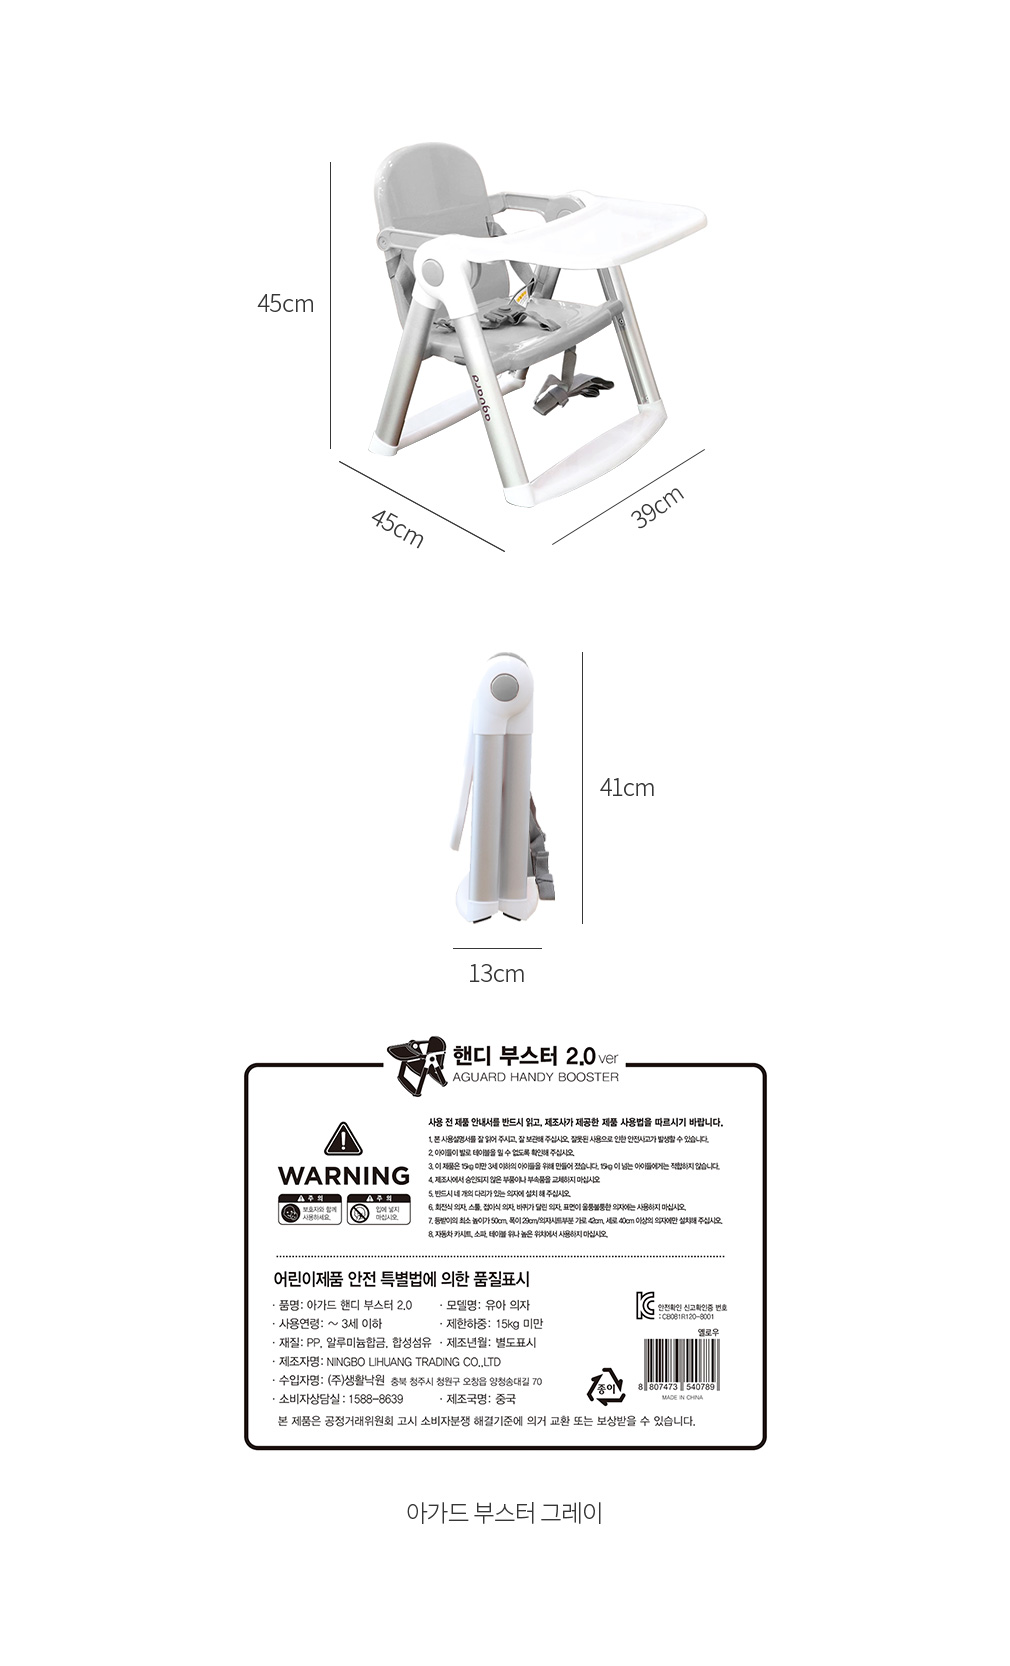 45cm
aguard
45cm
39cm
41cm
13cm
핸디 부스터 2.0 ver
AGUARD HANDY BOOSTER
WARNING
주 의
보호자와 함께
사용하세요.
주 의
입에 넣지
마십시오.
사용 전 제품 안내서를 반드시 읽고, 제조사가 제공한 제품 사용법을 따르시기 바랍니다.
1. 본 사용설명서를 잘 읽어 주시고, 잘 보관해 주십시오. 잘못된 사용으로 인한 안전사고가 발생할 수 있습니다.
2. 아이들이 발로 테이블을 밀 수 없도록 확인해 주십시오.
3. 이 제품은 15kg 미만 3세 이하의 아이들을 위해 만들어 졌습니다. 15kg 이 넘는 아이들에게는 적합하지 않습니다.
4. 제조사에서 승인되지 않은 부품이나 부속품을 교체하지 마십시오
5. 반드시 네 개의 다리가 있는 의자에 설치 해 주십시오.
6. 회전식 의자, 스툴, 접이식 의자, 바퀴가 달린 의자, 표면이 울퉁불퉁한 의자에는 사용하지 마십시오.
7. 등받이의 최소 높이가 50cm, 폭이 29cm/의자시트부분 가로 42cm, 세로 40cm 이상의 의자에만 설치해 주십시오.
8. 자동차 카시트, 소파, 테이블 위나 높은 위치에서 사용하지 마십시오.
어린이제품 안전 특별법에 의한 품질표시
· 품명: 아가드 핸디 부스터 2.0 · 모델명: 유아 의자
· 사용연령: ~ 3세 이하 · 제한하중: 15kg 미만
· 재질: PP, 알루미늄합금, 합성섬유 · 제조년월: 별도표시
· 제조자명: NINGBO LIHUANG TRADING CO.,LTD
· 수입자명: (주)생활낙원 충북 청주시 청원구 오창읍 양청송대길 70
· 소비자상담실 : 1588-8639 · 제조국명: 중국
본 제품은 공정거래위원회 고시 소비자분쟁 해결기준에 의거 교환 또는 보상받을 수 있습니다.
안전확인 신고확인증 번호
: CB081R120-8001
옐로우
8 807473 540789
MADE IN CHINA
종이
아가드 부스터 그레이